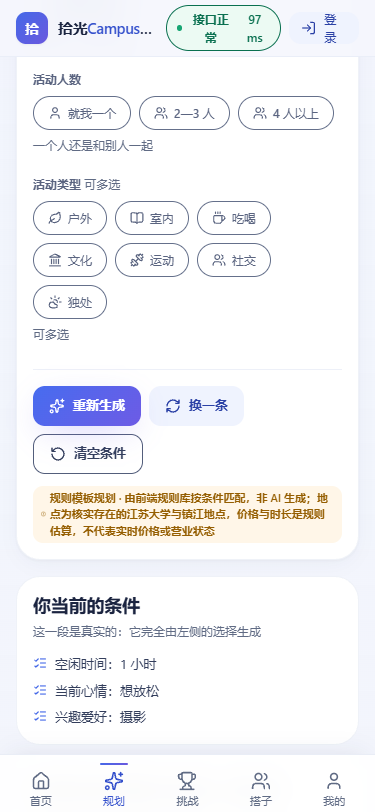 拾
拾光Campus...
接口正常
97 ms
登录
活动人数
就我一个
2—3 人
4 人以上
一个人还是和别人一起
活动类型 可多选
户外
室内
吃喝
文化
运动
社交
独处
可多选
重新生成
换一条
清空条件
规则模板规划 · 由前端规则库按条件匹配，非 AI 生成；地
点为核实存在的江苏大学与镇江地点，价格与时长是规则
估算，不代表实时价格或营业状态
你当前的条件
这一段是真实的：它完全由左侧的选择生成
空闲时间：1 小时
当前心情：想放松
兴趣爱好：摄影
首页
规划
挑战
搭子
我的